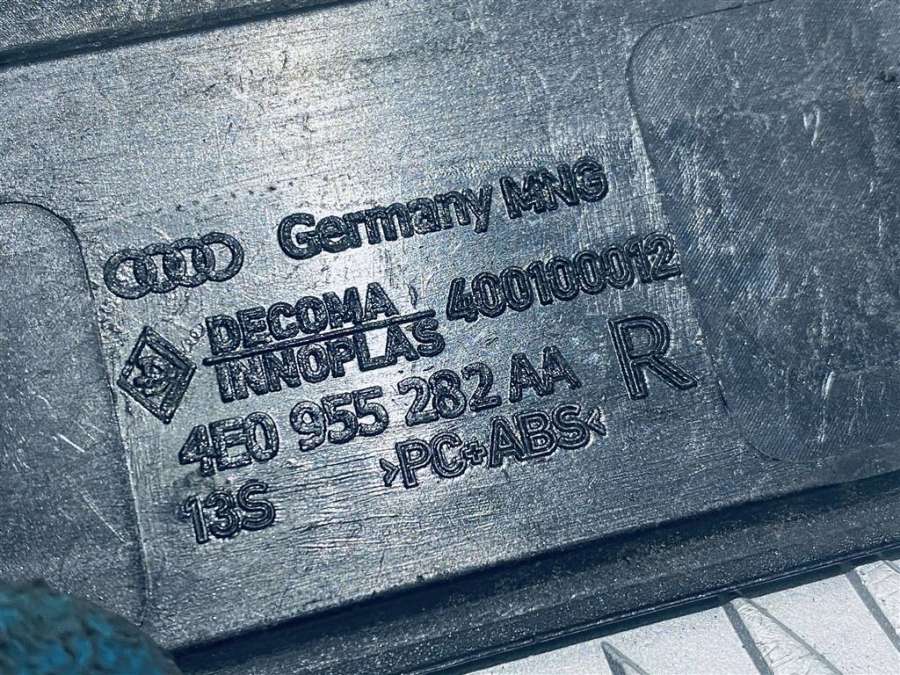 Germany MNG
DECOMA
INNOPLAS
400100012
4E0 955 282 AA
R
>PC+ABS<
13S